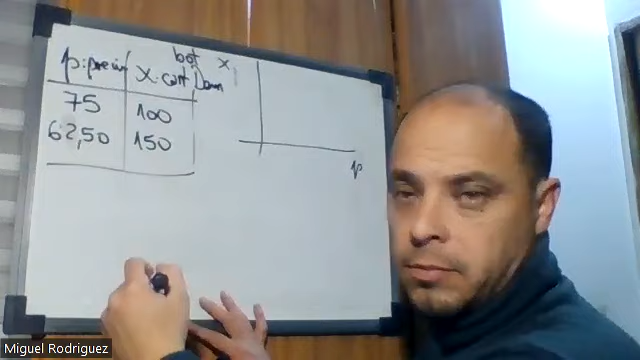 bot x
p: precio x: cant Dem
75 100
62,50 150
p
Miguel Rodriguez